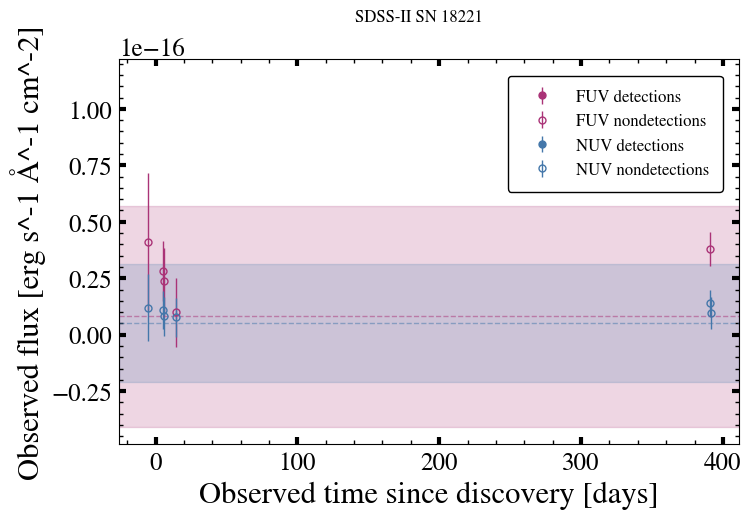 SDSS-II SN 18221
1e−16
Observed flux [erg s^-1 Å^-1 cm^-2]
1.00
0.75
0.50
0.25
0.00
−0.25
FUV detections
FUV nondetections
NUV detections
NUV nondetections
0 100 200 300 400
Observed time since discovery [days]